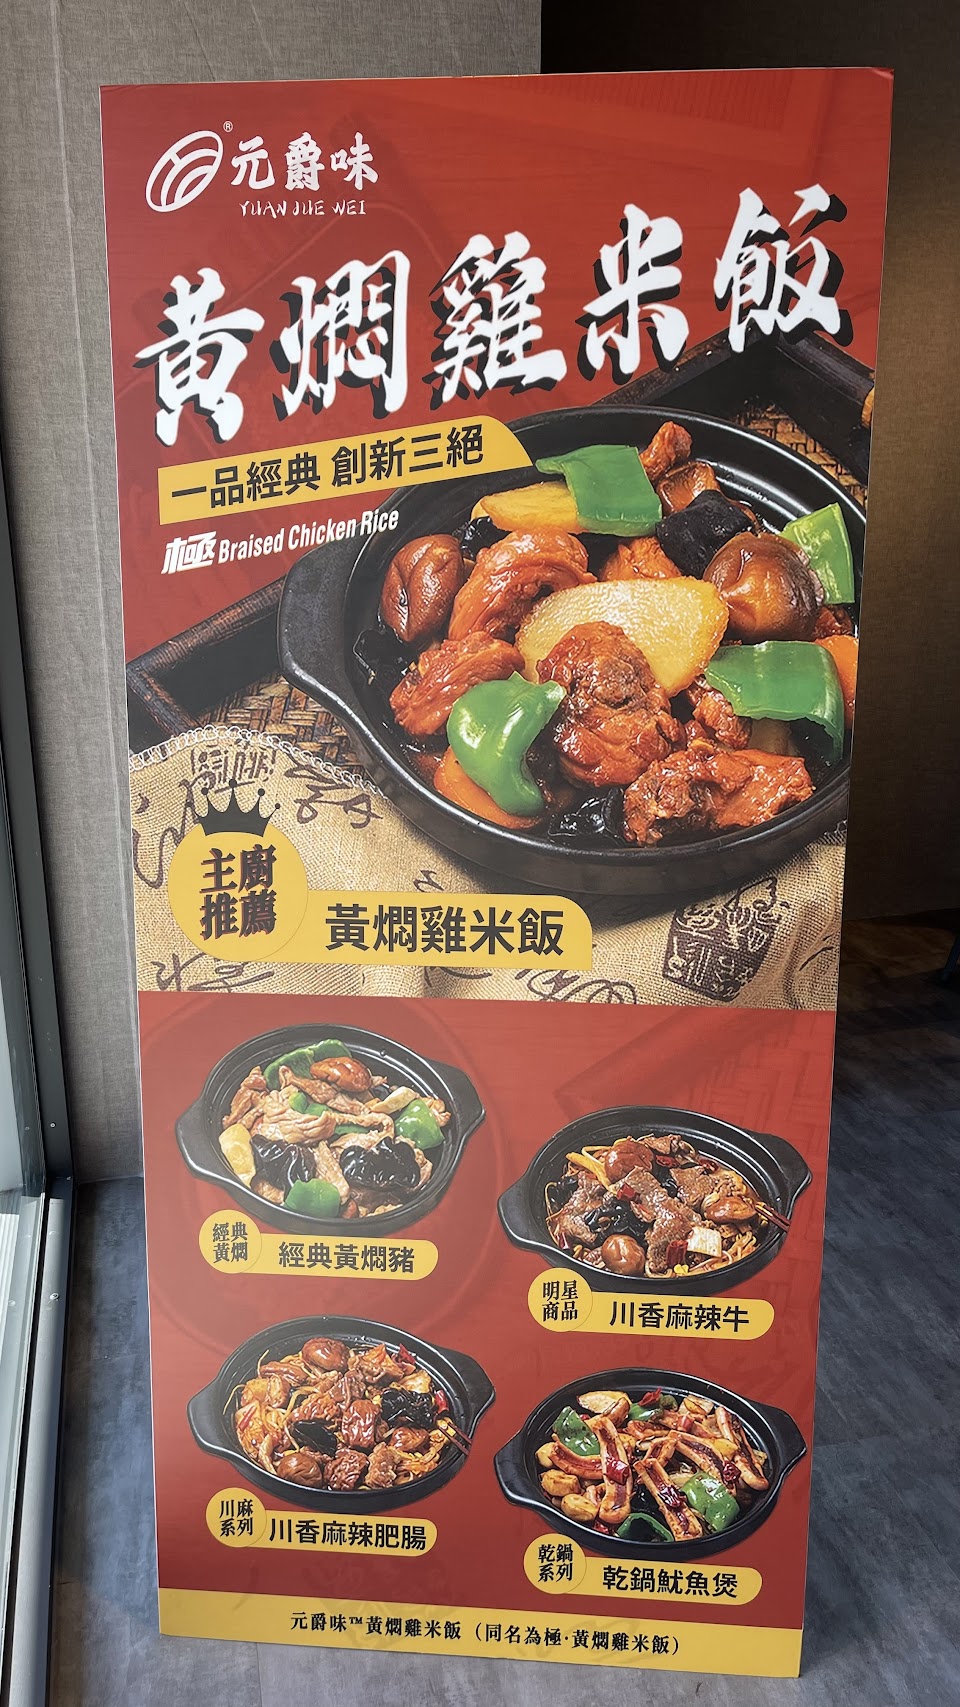 元爵味®
YUAN JUE WEI
黃燜雞米飯
一品經典 創新三絕
極 Braised Chicken Rice
主廚
推薦
黃燜雞米飯
經典
黃燜
經典黃燜豬
明星
商品
川香麻辣牛
川麻
系列
川香麻辣肥腸
乾鍋
系列
乾鍋魷魚煲
元爵味™黃燜雞米飯（同名為極·黃燜雞米飯）